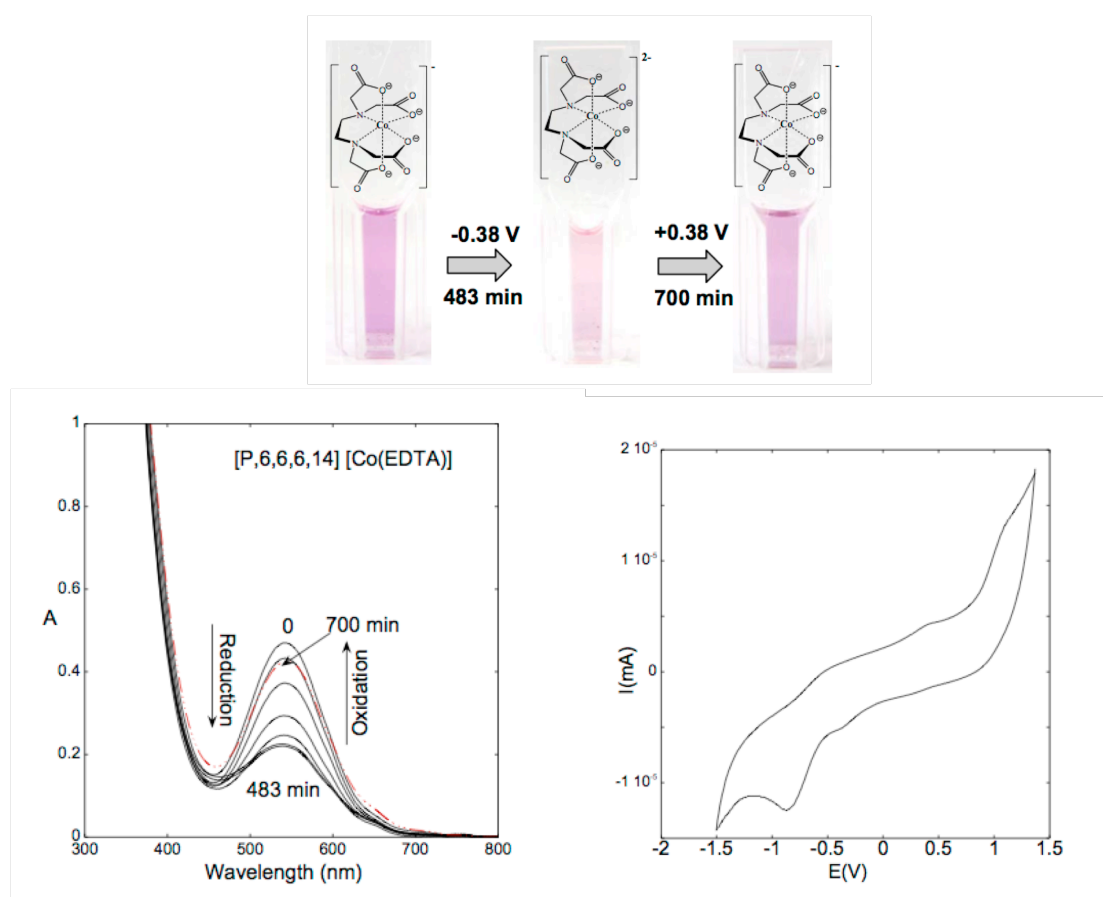 -
2-
-
O
O
O
O
N
Co
N
O
O
O
O
O
O
O
O
N
Co
N
O
O
O
O
O
O
O
O
N
Co
N
O
O
O
O
-0.38 V
483 min
+0.38 V
700 min
[P,6,6,6,14] [Co(EDTA)]
1
0.8
0.6
0.4
0.2
0
A
0
700 min
Reduction
Oxidation
483 min
300 400 500 600 700 800
Wavelength (nm)
2 10⁻⁵
1 10⁻⁵
0
-1 10⁻⁵
I(mA)
-2 -1.5 -1 -0.5 0 0.5 1 1.5
E(V)